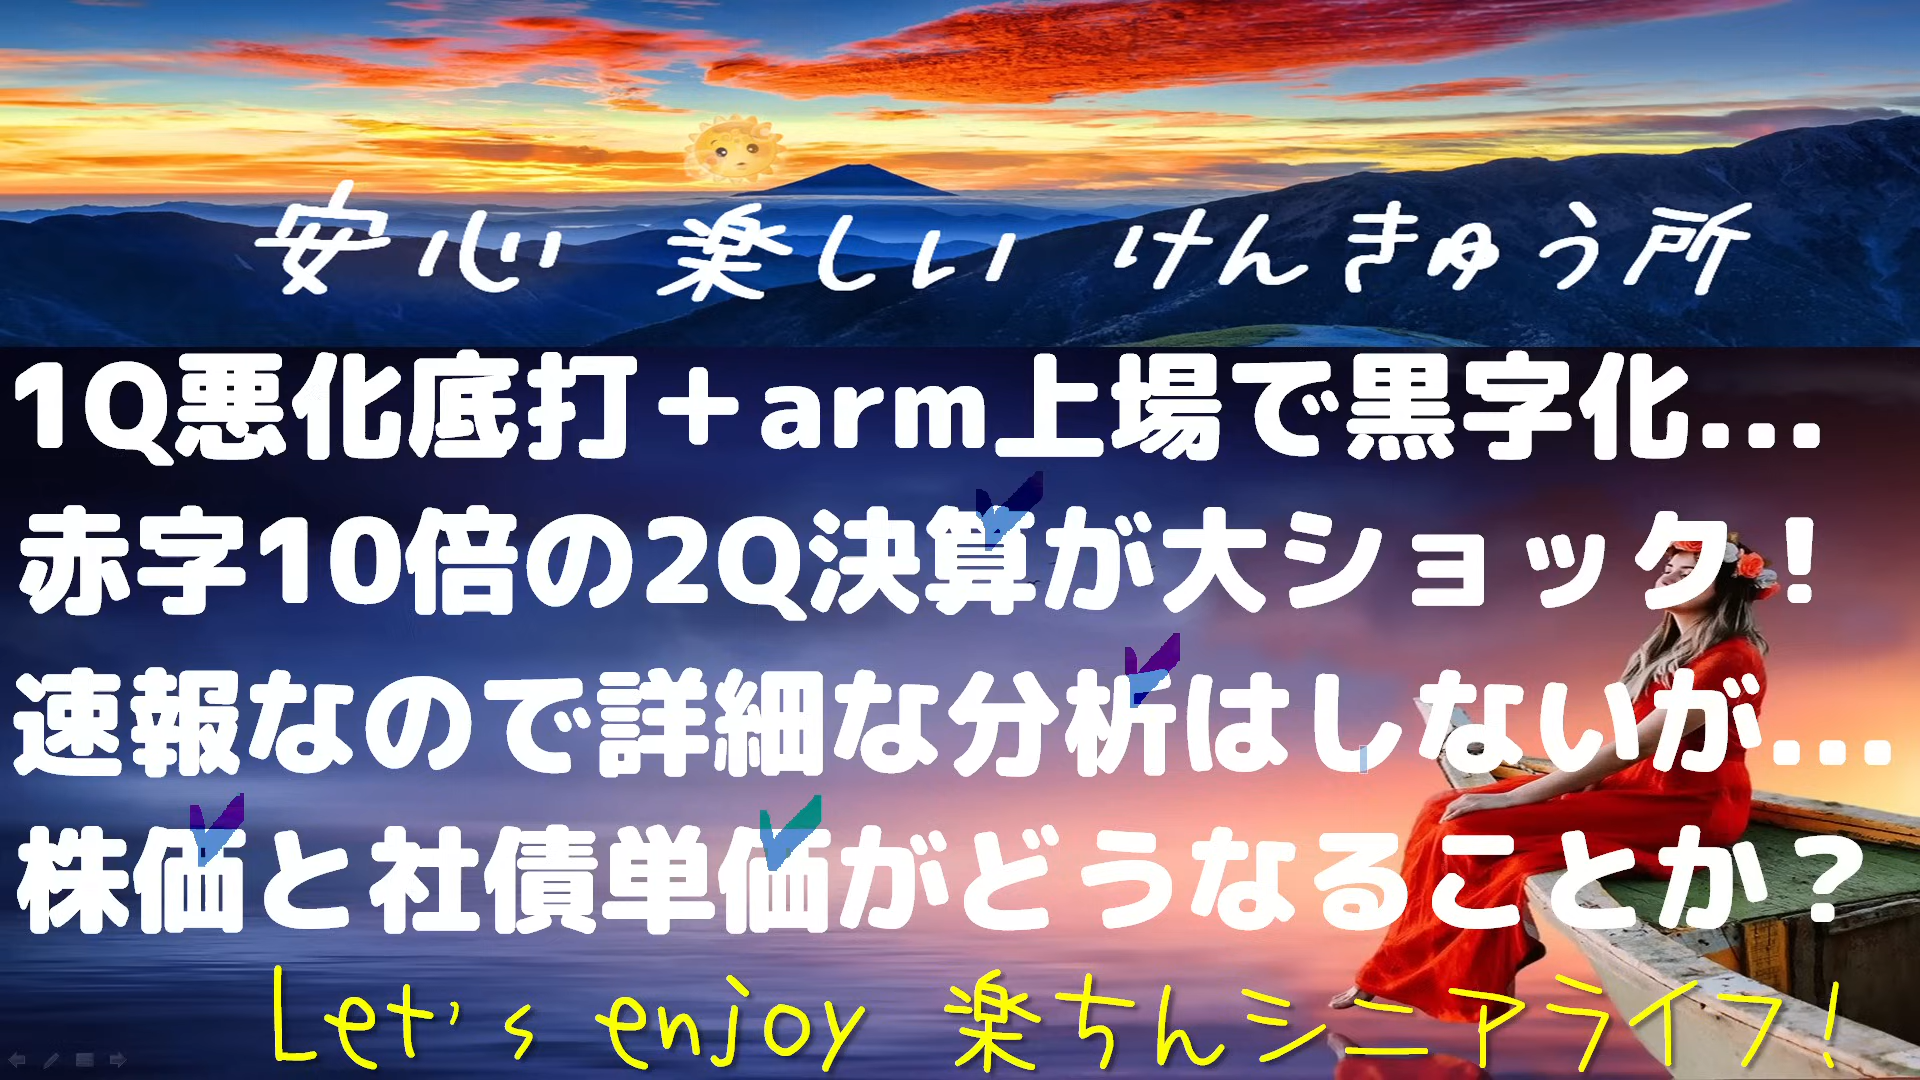 安心 楽しい けんきゅう所
1Q悪化底打＋arm上場で黒字化...
赤字10倍の2Q決算が大ショック！
速報なので詳細な分析はしないが...
株価と社債単価がどうなることか？
Let's enjoy 楽ちんシニアライフ！